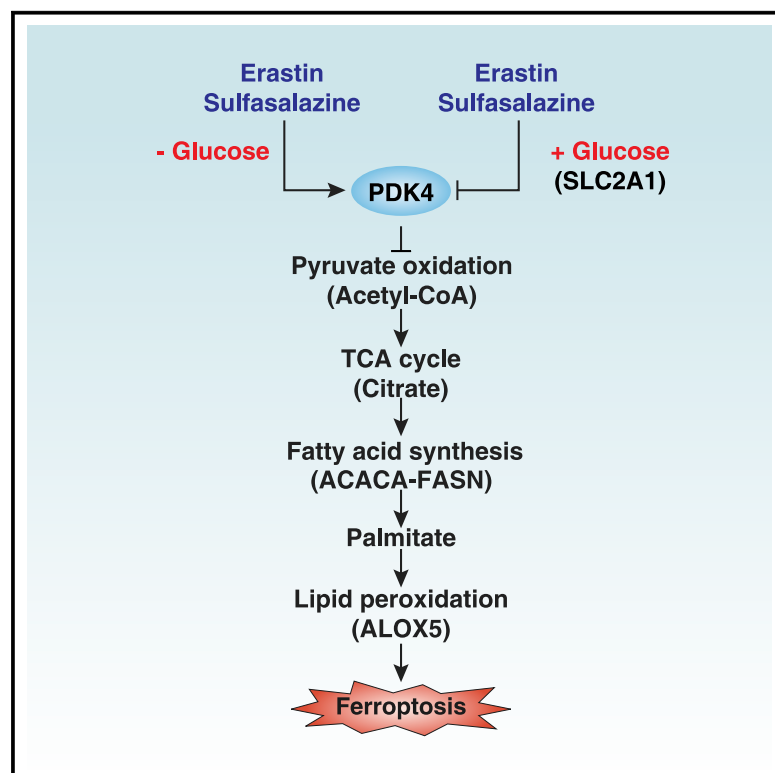 Erastin
Sulfasalazine
Erastin
Sulfasalazine
- Glucose
+ Glucose
(SLC2A1)
PDK4
Pyruvate oxidation
(Acetyl-CoA)
TCA cycle
(Citrate)
Fatty acid synthesis
(ACACA-FASN)
Palmitate
Lipid peroxidation
(ALOX5)
Ferroptosis